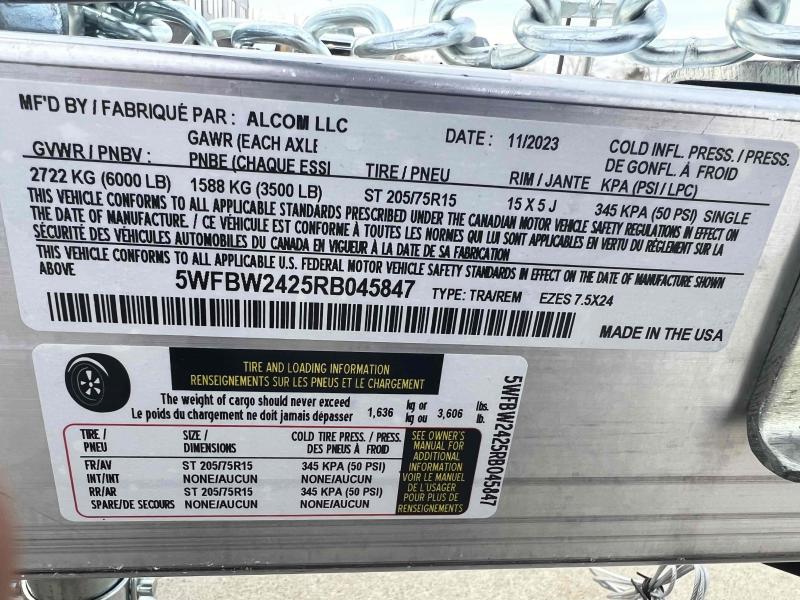 MF'D BY / FABRIQUÉ PAR : ALCOM LLC
DATE : 11/2023
GVWR / PNBV :
GAWR (EACH AXLE
PNBE (CHAQUE ESSI
TIRE / PNEU
RIM / JANTE
COLD INFL. PRESS. / PRESS.
DE GONFL. À FROID
KPA (PSI / LPC)
2722 KG (6000 LB) 1588 KG (3500 LB) ST 205/75R15 15 X 5 J 345 KPA (50 PSI) SINGLE
THIS VEHICLE CONFORMS TO ALL APPLICABLE STANDARDS PRESCRIBED UNDER THE CANADIAN MOTOR VEHICLE SAFETY REGULATIONS IN EFFECT ON
THE DATE OF MANUFACTURE. / CE VÉHICULE EST CONFORME À TOUTES LES NORMES QUI LUI SONT APPLICABLES EN VERTU DU RÈGLEMENT SUR LA
SÉCURITÉ DES VÉHICULES AUTOMOBILES DU CANADA EN VIGUEUR À LA DATE DE SA FABRICATION
THIS VEHICLE CONFORMS TO ALL APPLICABLE U.S. FEDERAL MOTOR VEHICLE SAFETY STANDARDS IN EFFECT ON THE DATE OF MANUFACTURE SHOWN
ABOVE
5WFBW2425RB045847 TYPE: TRA/REM EZES 7.5X24
MADE IN THE USA
TIRE AND LOADING INFORMATION
RENSEIGNEMENTS SUR LES PNEUS ET LE CHARGEMENT
The weight of cargo should never exceed
Le poids du chargement ne doit jamais dépasser
1,636 kg or
kg ou 3,606 lbs.
lb.
TIRE /
PNEU
SIZE /
DIMENSIONS
COLD TIRE PRESS. / PRESS.
DES PNEUS À FROID
FR/AV ST 205/75R15 345 KPA (50 PSI)
INT/INT NONE/AUCUN NONE/AUCUN
RR/AR ST 205/75R15 345 KPA (50 PSI)
SPARE/DE SECOURS NONE/AUCUN NONE/AUCUN
SEE OWNER'S
MANUAL FOR
ADDITIONAL
INFORMATION
VOIR LE MANUEL
DE L'USAGER
POUR PLUS DE
RENSEIGNEMENTS
5WFBW2425RB045847